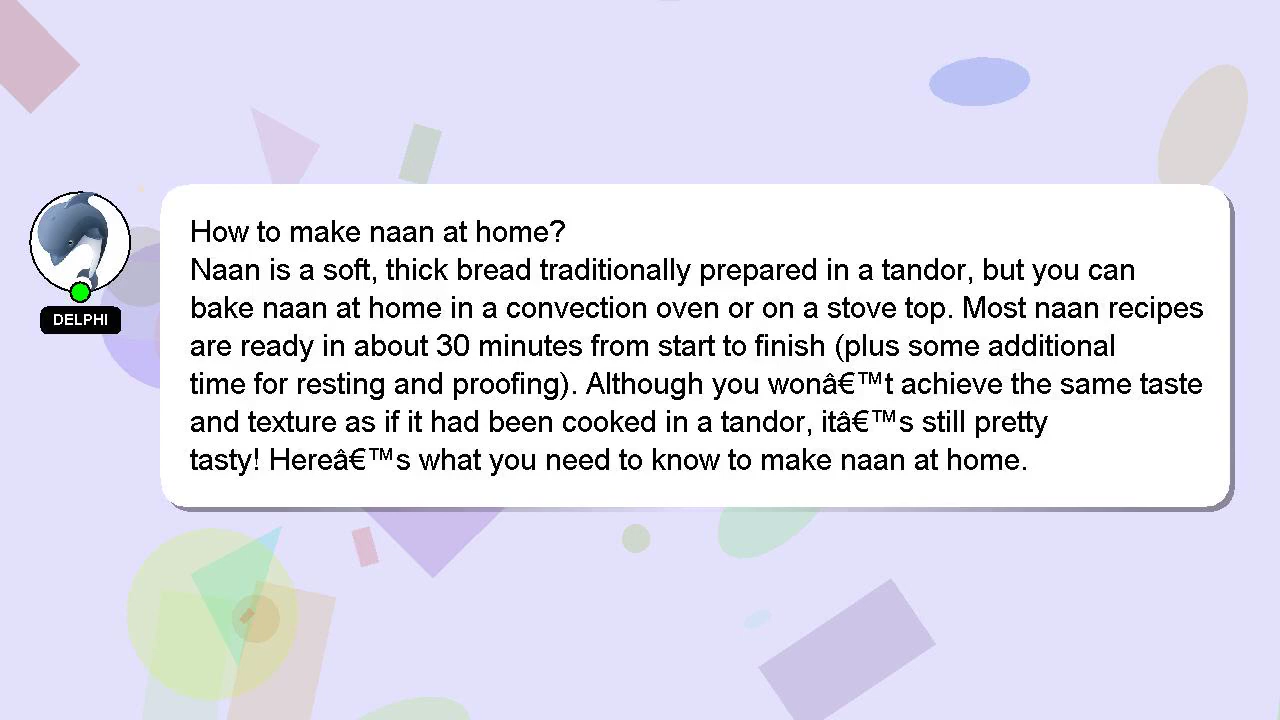 How to make naan at home?
Naan is a soft, thick bread traditionally prepared in a tandor, but you can
bake naan at home in a convection oven or on a stove top. Most naan recipes
are ready in about 30 minutes from start to finish (plus some additional
time for resting and proofing). Although you wonâ€™t achieve the same taste
and texture as if it had been cooked in a tandor, itâ€™s still pretty
tasty! Hereâ€™s what you need to know to make naan at home.
DELPHI